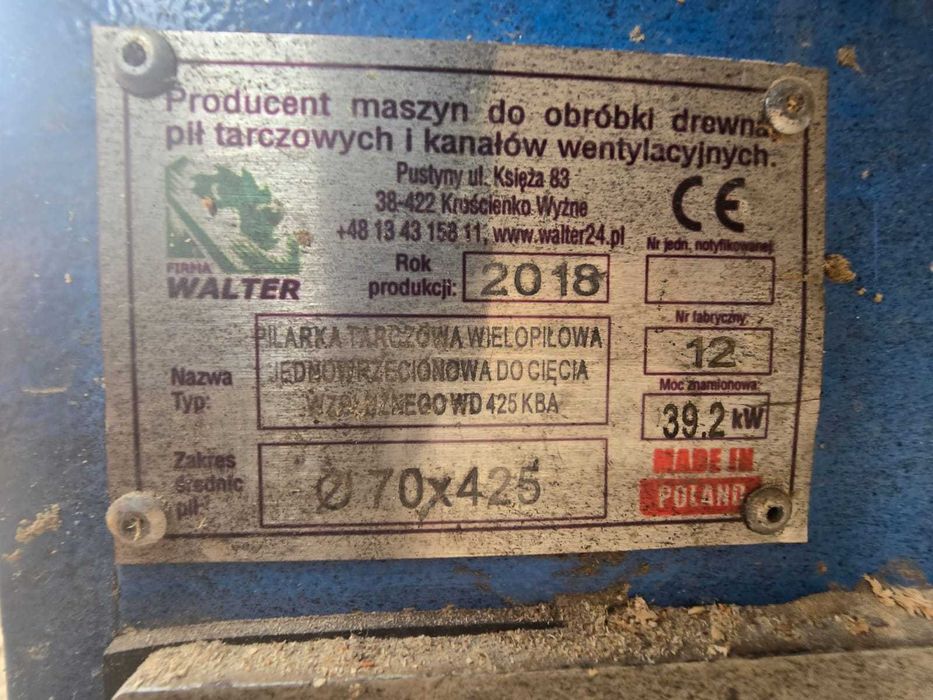 Producent maszyn do obróbki drewna,
pił tarczowych i kanałów wentylacyjnych.
Pustyny ul. Księża 83
38-422 Krościenko Wyżne
+48 13 43 158 11, www.walter24.pl
FIRMA
WALTER
CE
Rok
produkcji: 2018
Nr jedn. notyfikowanej:
Nr fabryczny:
12
Nazwa
Typ:
PILARKA TARCZOWA WIELOPIŁOWA
JEDNOWRZECIONOWA DO CIĘCIA
WZDŁUŻNEGO WD 425 KBA
Moc znamionowa:
39.2 kW
Zakres
średnic
pił:
Ø 70x425
MADE IN
POLAND